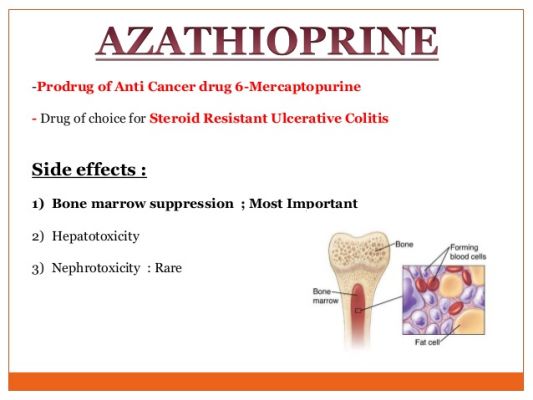 AZATHIOPRINE
-Prodrug of Anti Cancer drug 6-Mercaptopurine
- Drug of choice for Steroid Resistant Ulcerative Colitis
Side effects :
1) Bone marrow suppression ; Most Important
2) Hepatotoxicity
3) Nephrotoxicity : Rare
Bone
Forming
blood cells
Bone
marrow
Fat cell